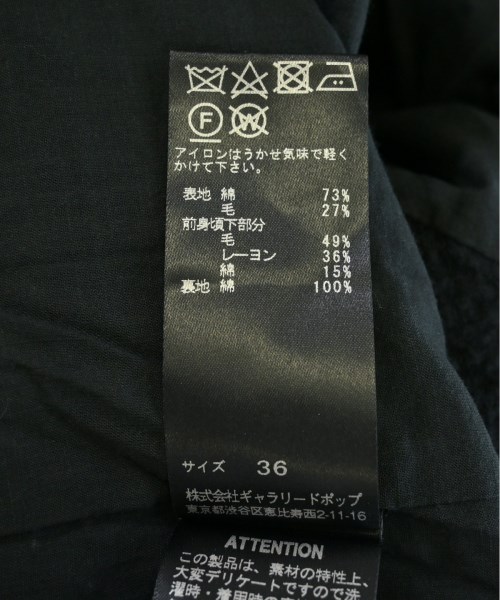 F W
アイロンはうかせ気味で軽く
かけて下さい。
表地 綿 73%
毛 27%
前身頃下部分
毛 49%
レーヨン 36%
綿 15%
裏地 綿 100%
サイズ 36
株式会社ギャラリードポップ
東京都渋谷区恵比寿西2-11-16
ATTENTION
この製品は、素材の特性上、
大変デリケートですので洗
濯時・着用時の